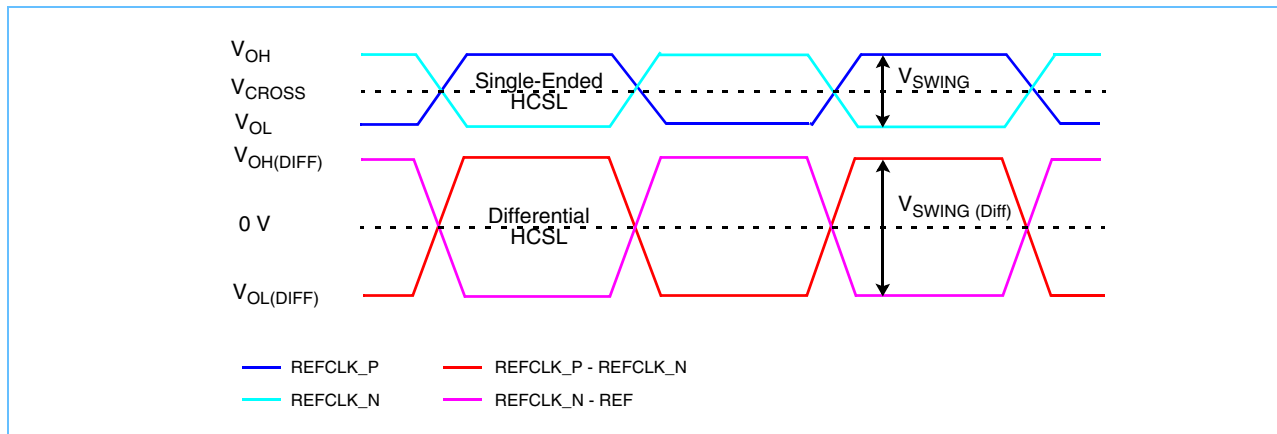 VOH
Single-Ended
HCSL
VSWING
VCROSS
VOL
VOH(DIFF)
Differential
HCSL
VSWING (Diff)
0 V
VOL(DIFF)
REFCLK_P
REFCLK_P - REFCLK_N
REFCLK_N
REFCLK_N - REF